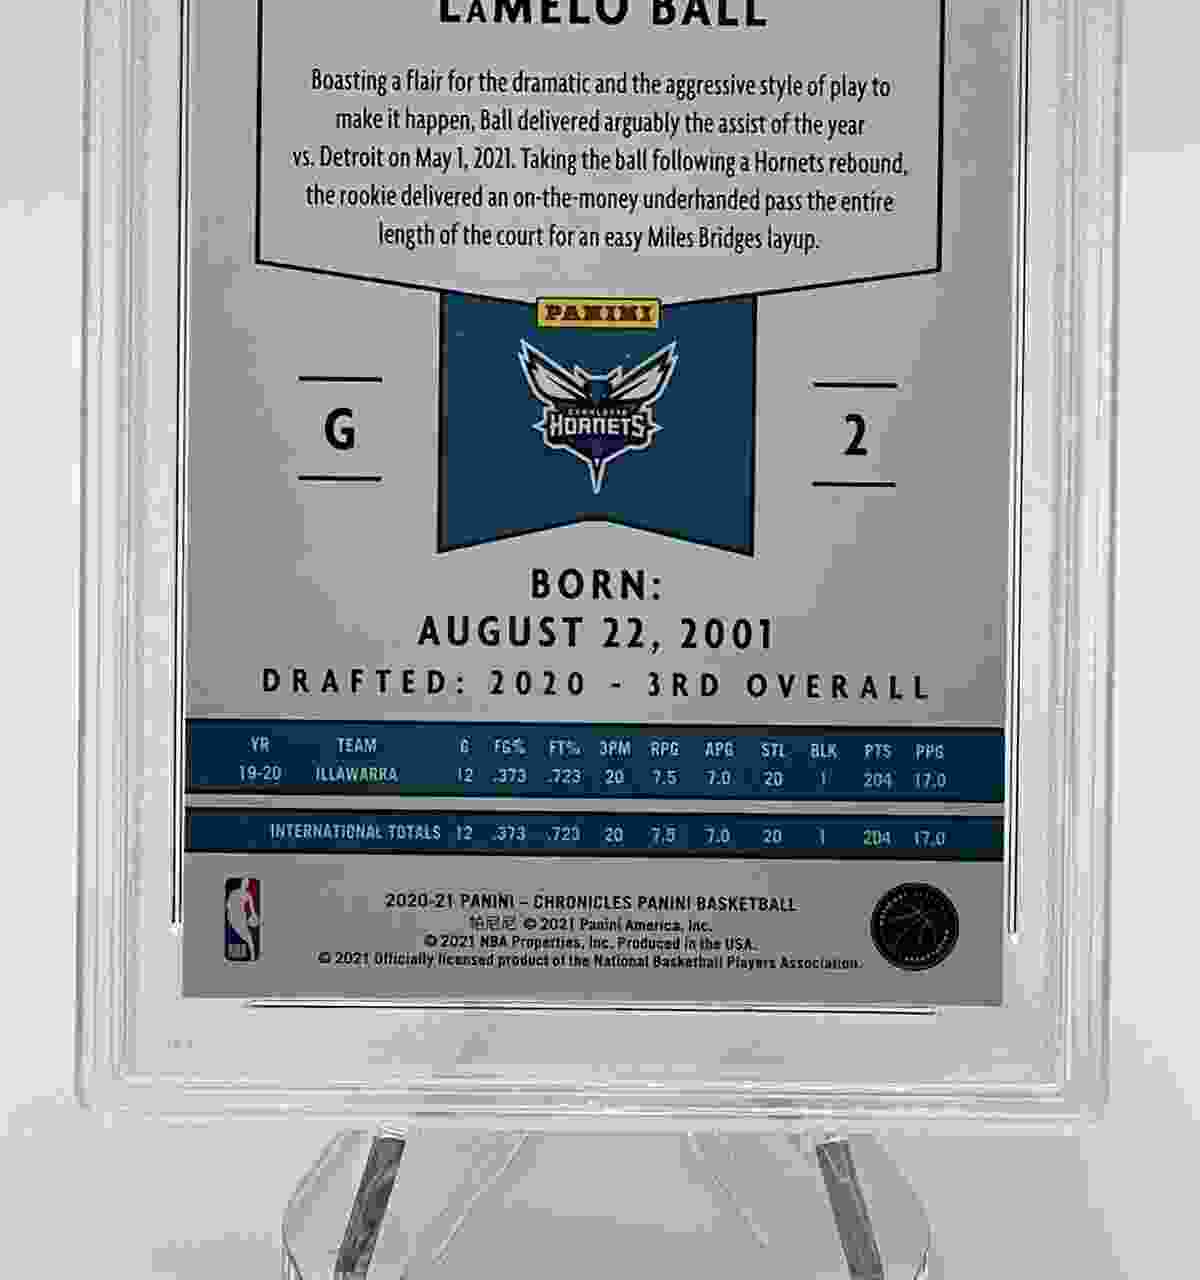 LaMELO BALL
Boasting a flair for the dramatic and the aggressive style of play to
make it happen, Ball delivered arguably the assist of the year
vs. Detroit on May 1, 2021. Taking the ball following a Hornets rebound,
the rookie delivered an on-the-money underhanded pass the entire
length of the court for an easy Miles Bridges layup.
PANINI
CHARLOTTE
HORNETS
G
2
BORN:
AUGUST 22, 2001
DRAFTED: 2020 - 3RD OVERALL
YR TEAM G FG% FT% 3PM RPG APG STL BLK PTS PPG
19-20 ILLAWARRA 12 .373 .723 20 7.5 7.0 20 1 204 17.0
INTERNATIONAL TOTALS 12 .373 .723 20 7.5 7.0 20 1 204 17.0
2020-21 PANINI – CHRONICLES PANINI BASKETBALL
帕尼尼 © 2021 Panini America, Inc.
© 2021 NBA Properties, Inc. Produced in the USA.
© 2021 Officially licensed product of the National Basketball Players Association.